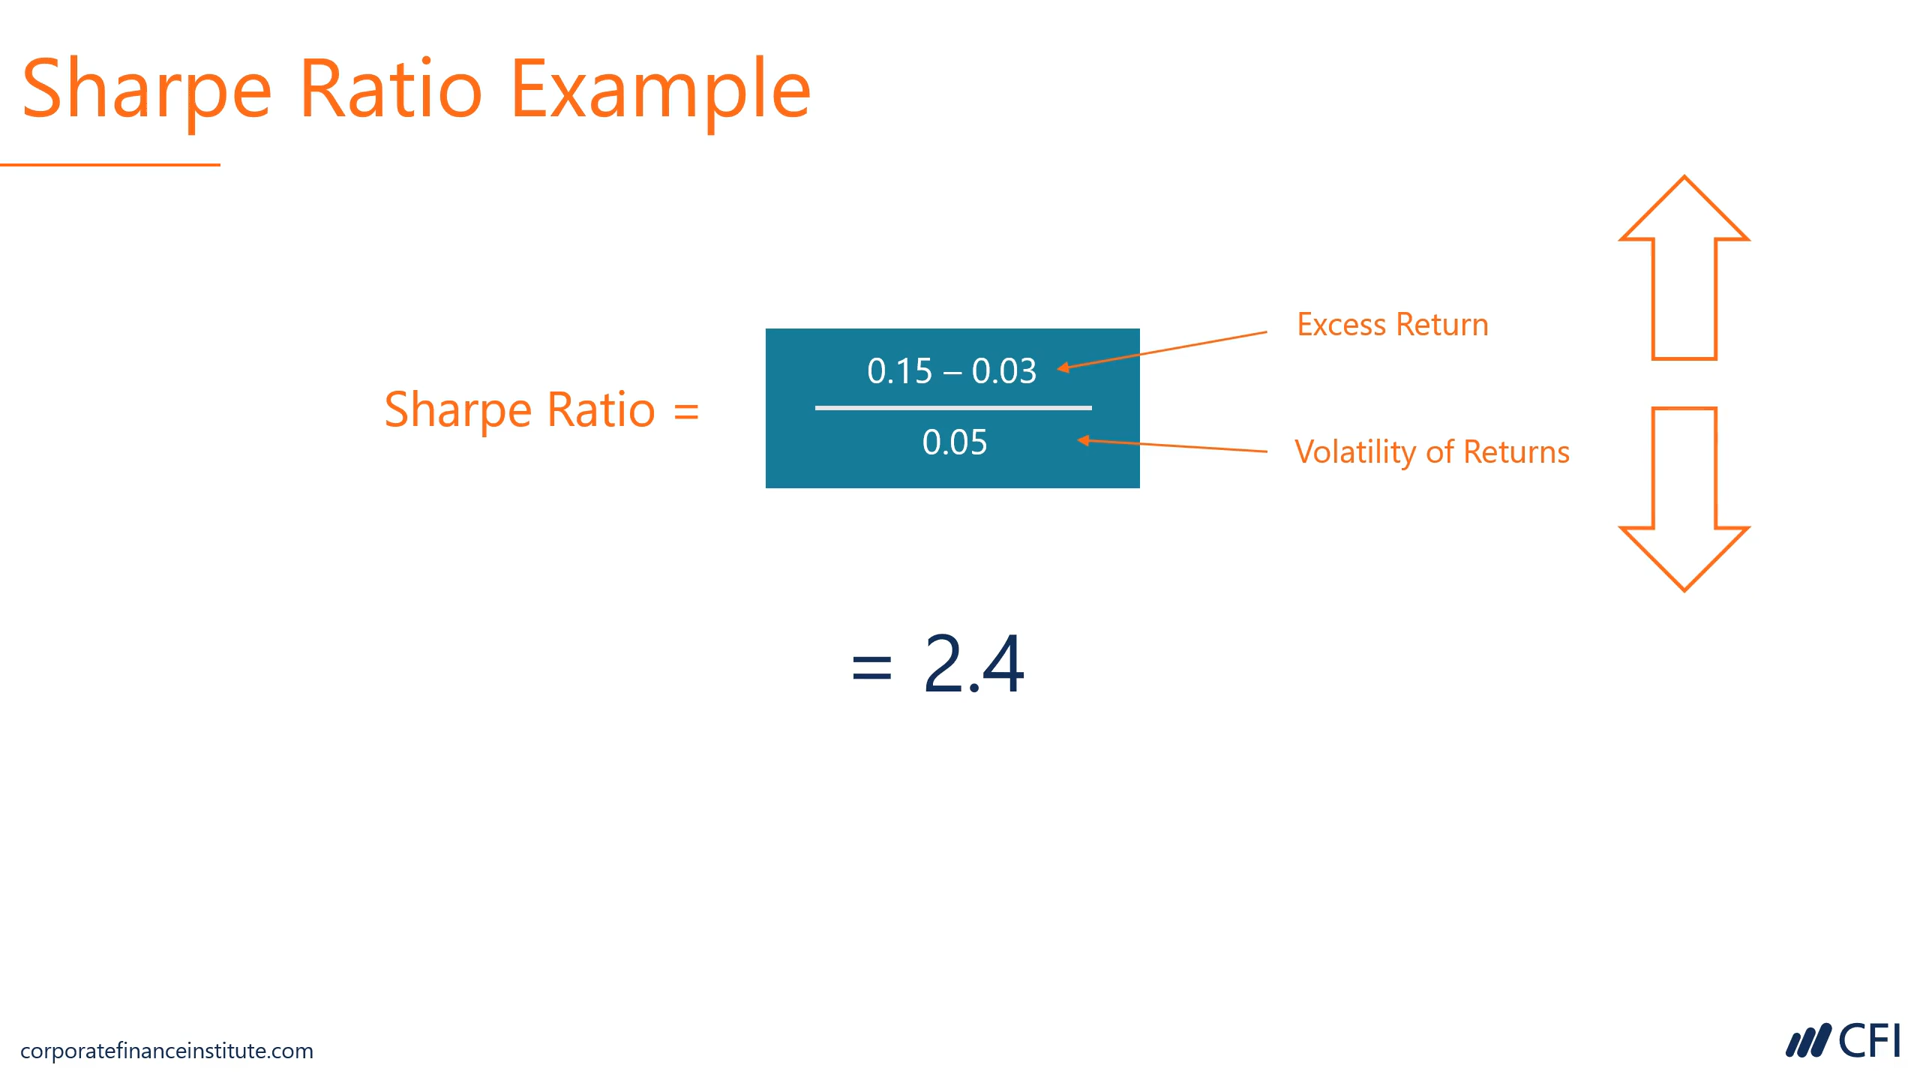 Sharpe Ratio Example
Excess Return
0.15 – 0.03
Sharpe Ratio =
0.05
Volatility of Returns
= 2.4
corporatefinanceinstitute.com
CFI